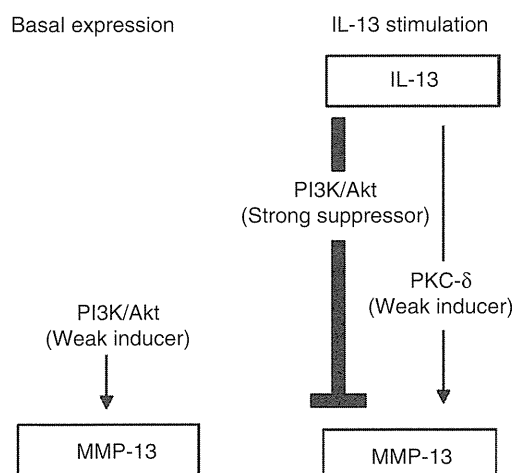 Basal expression
IL-13 stimulation
IL-13
PI3K/Akt
(Strong suppressor)
PKC-δ
(Weak inducer)
PI3K/Akt
(Weak inducer)
MMP-13
MMP-13